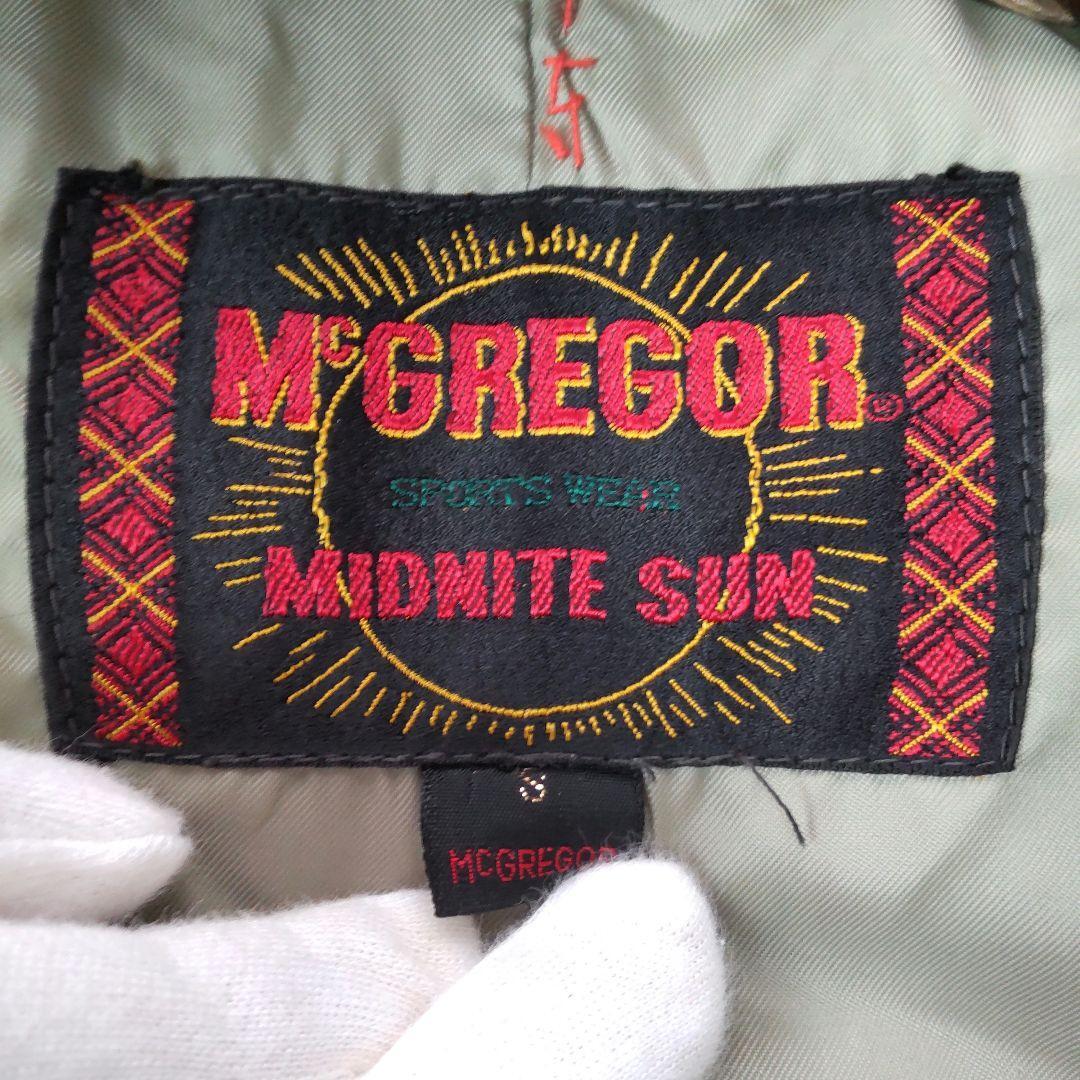 McGREGOR®
SPORTS WEAR
MIDNITE SUN
S
MCGREGOR